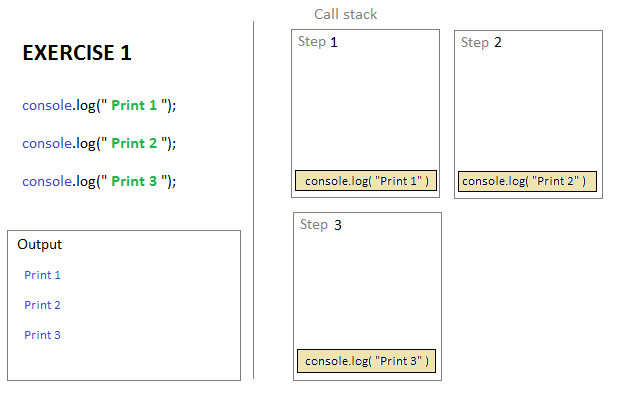 EXERCISE 1
console.log(" Print 1 ");
console.log(" Print 2 ");
console.log(" Print 3 ");
Output
Print 1
Print 2
Print 3
Call stack
Step 1
console.log( "Print 1" )
Step 2
console.log( "Print 2" )
Step 3
console.log( "Print 3" )